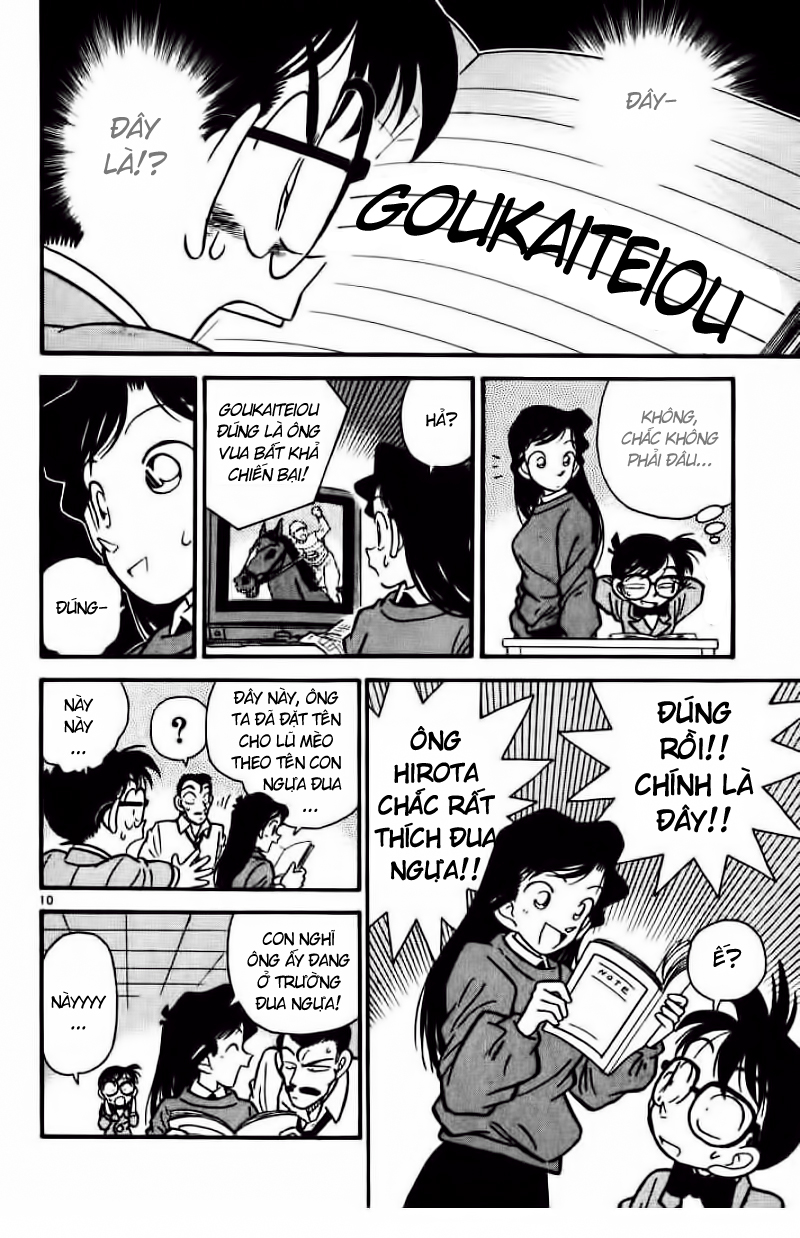 ĐÂY
LÀ!?
ĐÂY-
GOUKAITEIOU
KHÔNG,
CHẮC KHÔNG
PHẢI ĐÂU...
HẢ?
GOUKAITEIOU
ĐÚNG LÀ ÔNG
VUA BẤT KHẢ
CHIẾN BẠI!
ĐÚNG-
ĐÚNG
RỒI!!
CHÍNH LÀ
ĐÂY!!
ÔNG
HIROTA
CHẮC RẤT
THÍCH ĐUA
NGỰA!!
NOTE
Ế?
ĐÂY NÀY, ÔNG
TA ĐÃ ĐẶT TÊN
CHO LŨ MÈO
THEO TÊN CON
NGỰA ĐUA
...
?
NÀY
NÀY
...
10
CON NGHĨ
ÔNG ẤY ĐANG
Ở TRƯỜNG
ĐUA NGỰA!
NÀYYYY
...